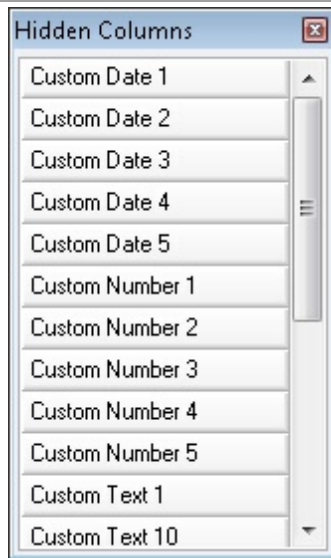 Hidden Columns
Custom Date 1
Custom Date 2
Custom Date 3
Custom Date 4
Custom Date 5
Custom Number 1
Custom Number 2
Custom Number 3
Custom Number 4
Custom Number 5
Custom Text 1
Custom Text 10